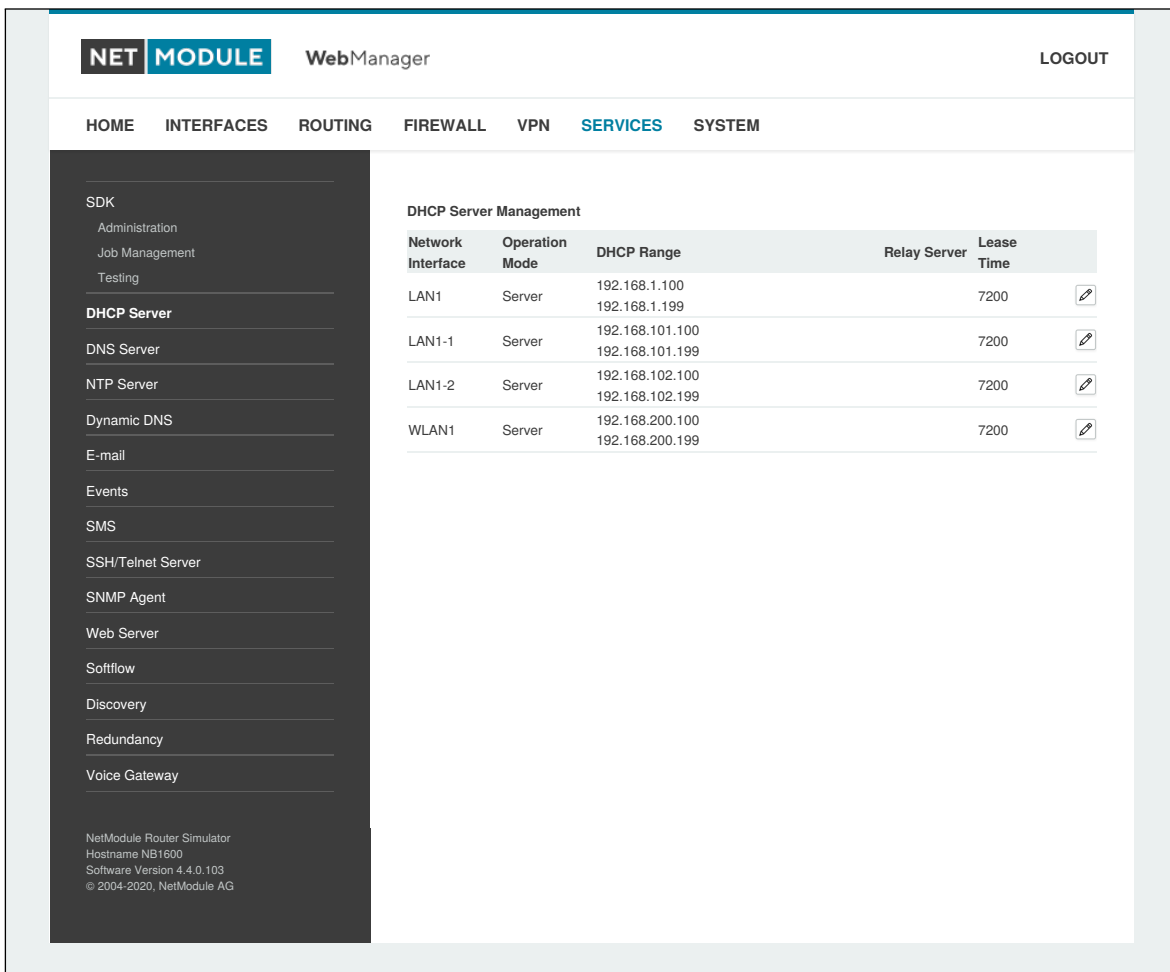 NET MODULE WebManager LOGOUT
HOME INTERFACES ROUTING FIREWALL VPN SERVICES SYSTEM
SDK
Administration
Job Management
Testing
DHCP Server
DNS Server
NTP Server
Dynamic DNS
E-mail
Events
SMS
SSH/Telnet Server
SNMP Agent
Web Server
Softflow
Discovery
Redundancy
Voice Gateway
NetModule Router Simulator
Hostname NB1600
Software Version 4.4.0.103
© 2004-2020, NetModule AG
DHCP Server Management
Network Interface Operation Mode DHCP Range Relay Server Lease Time
LAN1 Server 192.168.1.100 7200
192.168.1.199
LAN1-1 Server 192.168.101.100 7200
192.168.101.199
LAN1-2 Server 192.168.102.100 7200
192.168.102.199
WLAN1 Server 192.168.200.100 7200
192.168.200.199